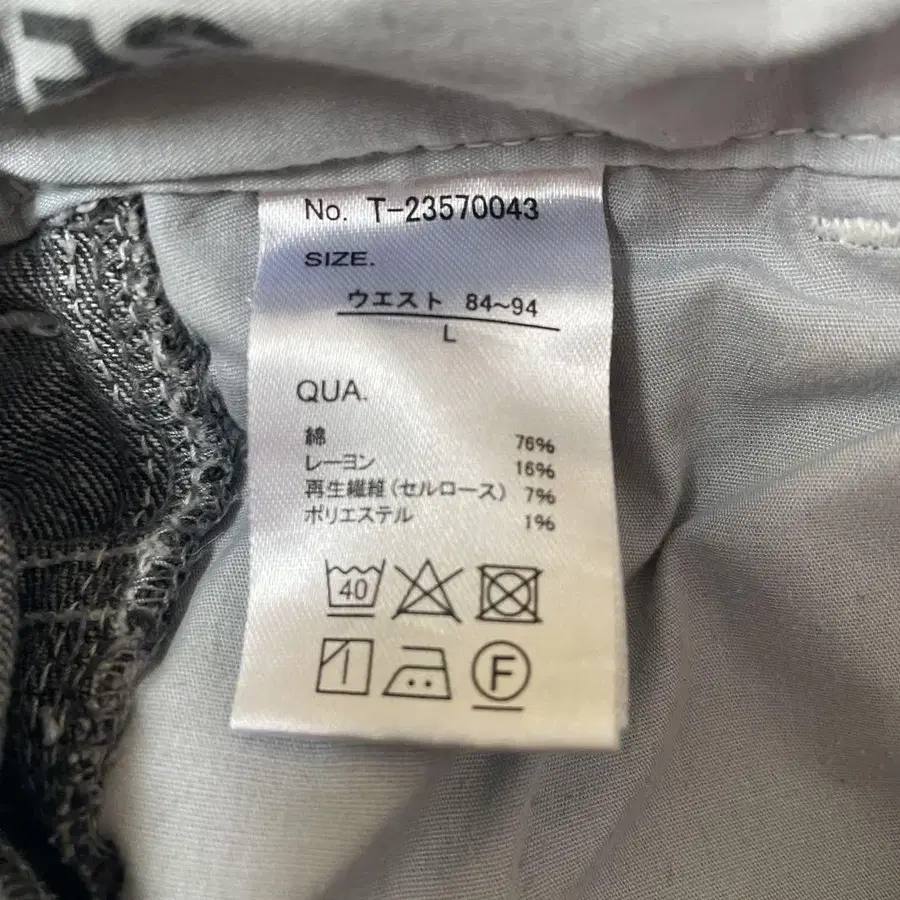 No. T-23570043
SIZE.
ウエスト 84~94
L
QUA.
綿 76%
レーヨン 16%
再生繊維(セルロース) 7%
ポリエステル 1%
40
F